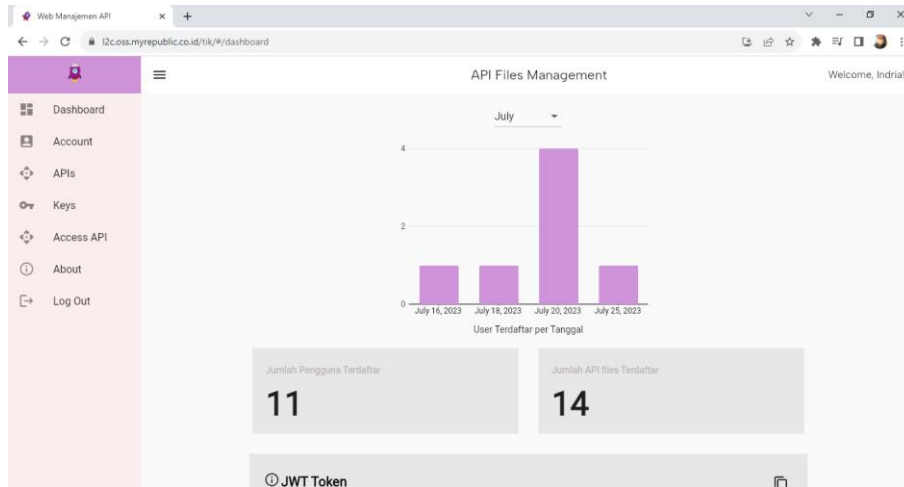 Web Manajemen API
l2c.oss.myrepublic.co.id/tik/#/dashboard
API Files Management
Welcome, Indria!
Dashboard
Account
APIs
Keys
Access API
About
Log Out
July
4
2
0
July 16, 2023 July 18, 2023 July 20, 2023 July 25, 2023
User Terdaftar per Tanggal
Jumlah Pengguna Terdaftar
11
Jumlah API files Terdaftar
14
JWT Token